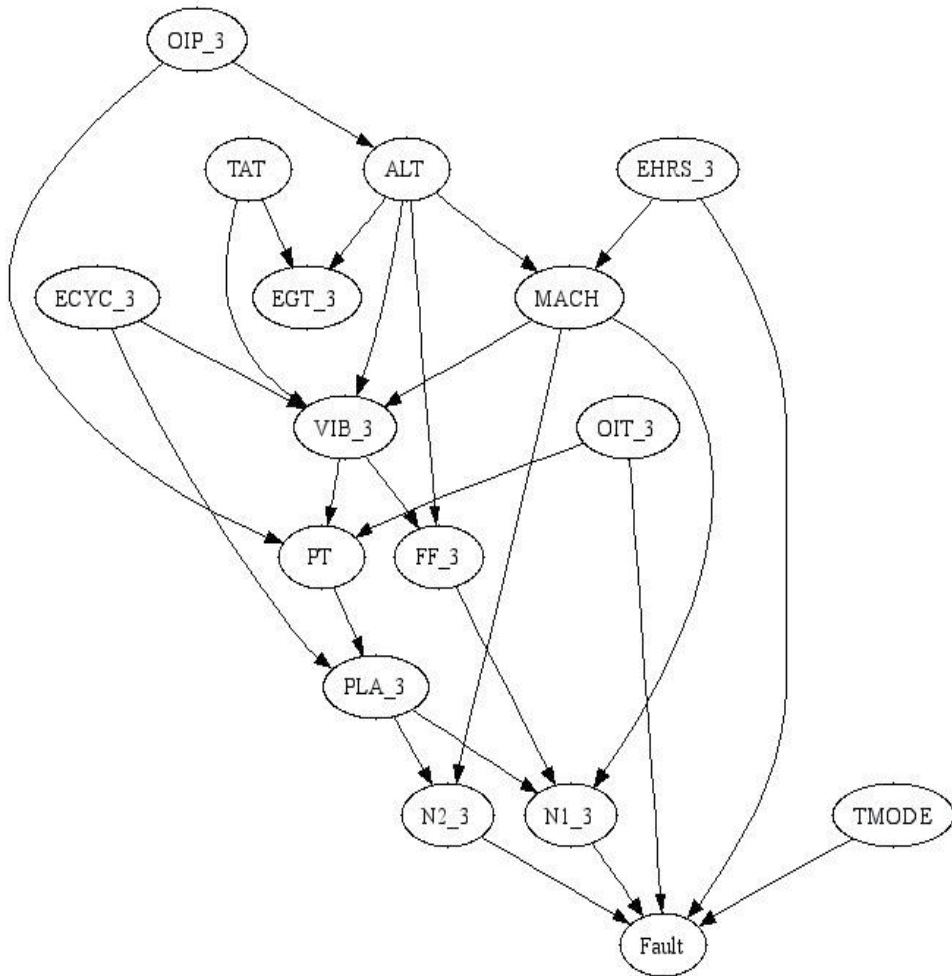 OIP_3
TAT
ALT
EHRS_3
ECYC_3
EGT_3
MACH
VIB_3
OIT_3
PT
FF_3
PLA_3
N2_3
N1_3
TMODE
Fault